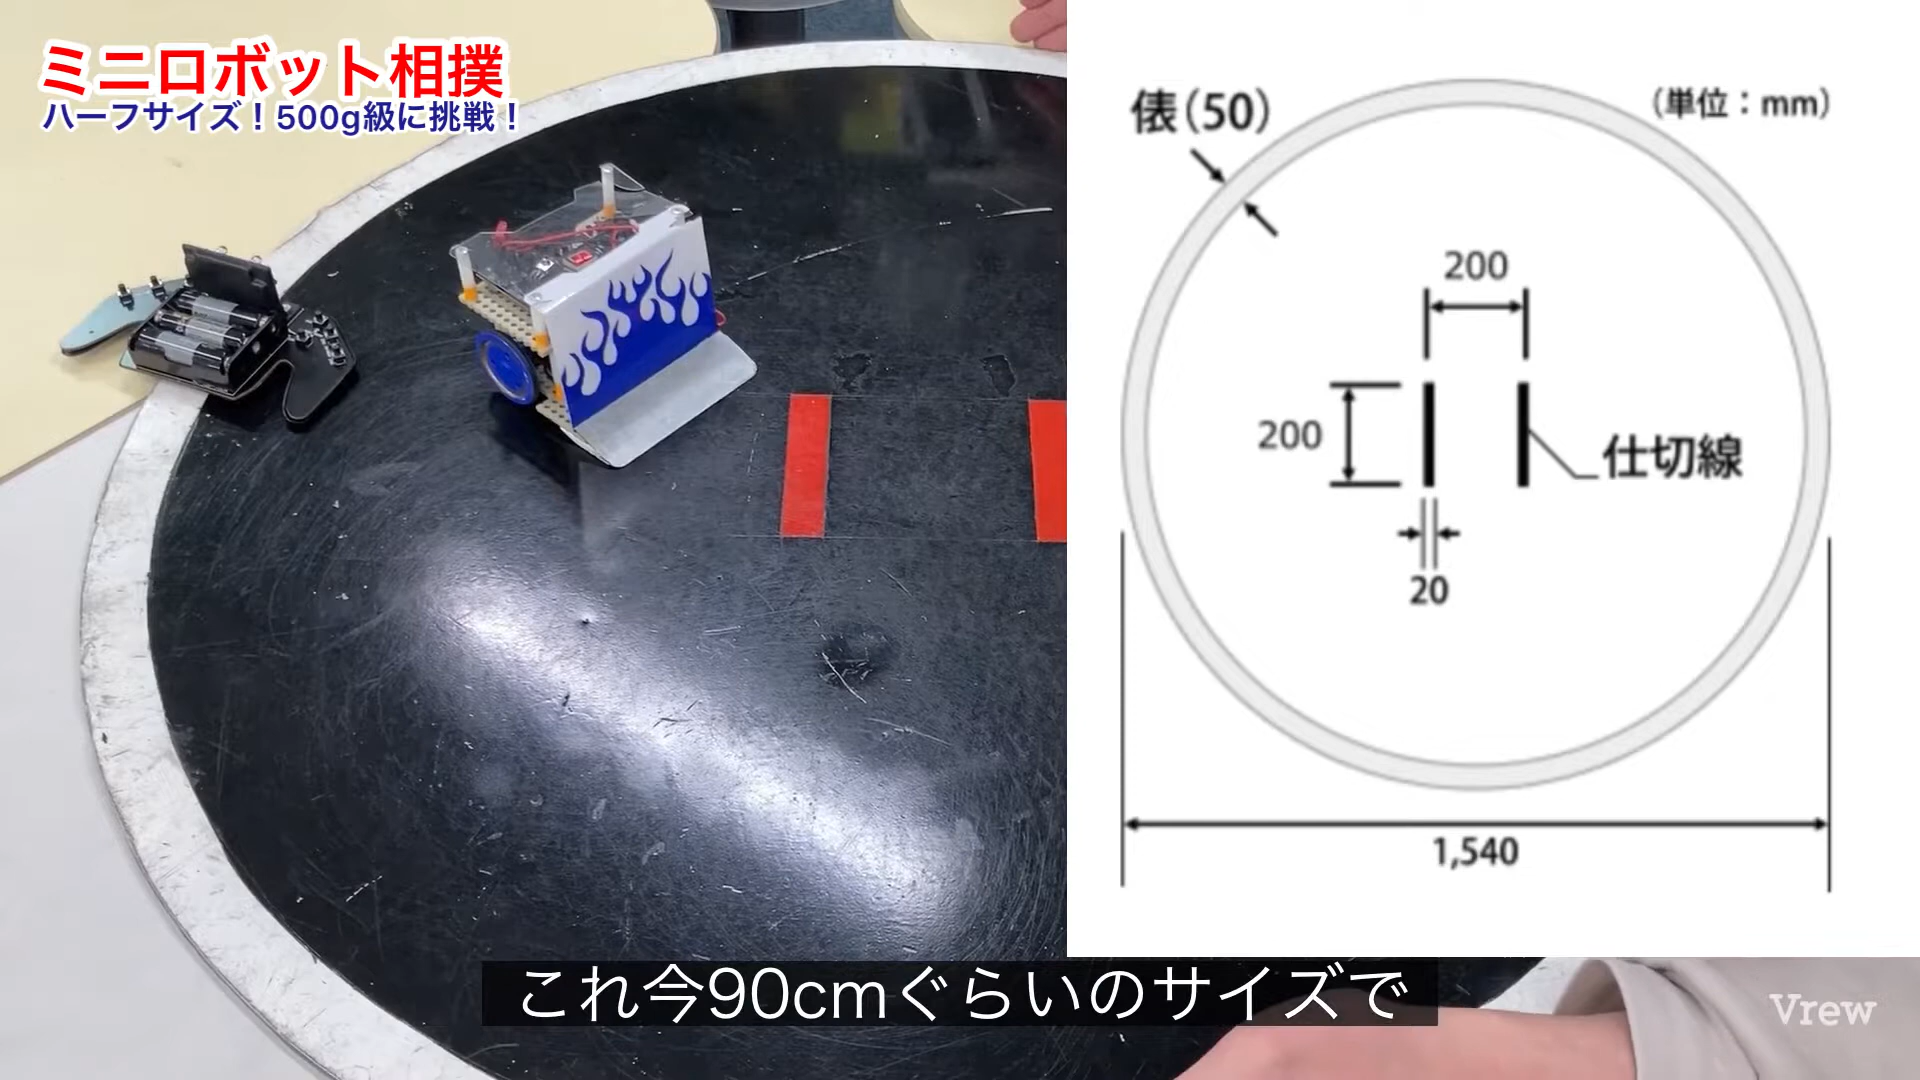 ミニロボット相撲
ハーフサイズ！500g級に挑戦！
俵（50）
（単位：mm）
200
200
仕切線
20
1,540
これ今90cmぐらいのサイズで
Vrew